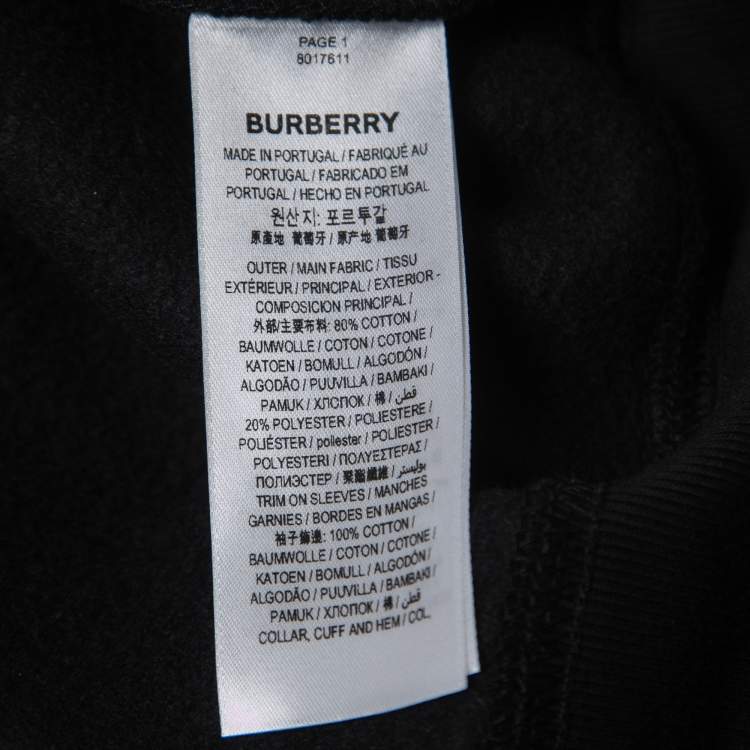 PAGE 1
8017611
BURBERRY
MADE IN PORTUGAL / FABRIQUÉ AU
PORTUGAL / FABRICADO EM
PORTUGAL / HECHO EN PORTUGAL
원산지: 포르투갈
原產地 葡萄牙 / 原产地 葡萄牙
OUTER / MAIN FABRIC / TISSU
EXTÉRIEUR / PRINCIPAL / EXTERIOR -
COMPOSICION PRINCIPAL /
外部/主要布料: 80% COTTON /
BAUMWOLLE / COTON / COTONE /
KATOEN / BOMULL / ALGODÓN /
ALGODÃO / PUUVILLA / BAMBAKI /
PAMUK / ХЛОПОК / 棉 / قطن /
20% POLYESTER / POLIESTERE /
POLIÉSTER / poliester / POLIESTER /
POLYESTERI / ΠΟΛΥΕΣΤΕΡΑΣ /
ПОЛИЭСТЕР / 聚酯纖維 / بوليستر /
TRIM ON SLEEVES / MANCHES
GARNIES / BORDES EN MANGAS /
袖子飾邊: 100% COTTON /
BAUMWOLLE / COTON / COTONE /
KATOEN / BOMULL / ALGODÓN /
ALGODÃO / PUUVILLA / BAMBAKI /
PAMUK / ХЛОПОК / 棉 / قطن /
COLLAR, CUFF AND HEM / COL,